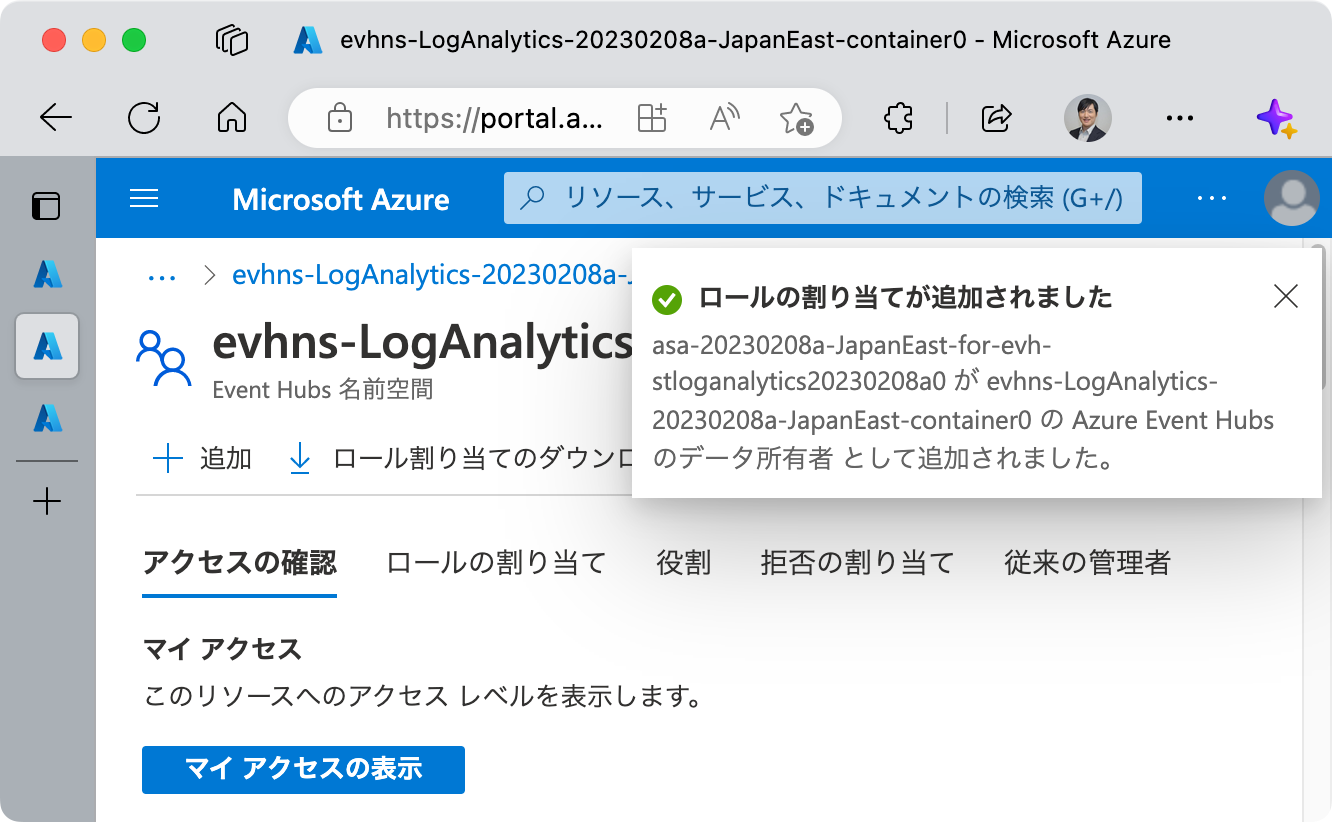 evhns-LogAnalytics-20230208a-JapanEast-container0 - Microsoft Azure
https://portal.a...
Microsoft Azure
リソース、サービス、ドキュメントの検索 (G+/)
... > evhns-LogAnalytics-20230208a-
evhns-LogAnalytics
Event Hubs 名前空間
ロールの割り当てが追加されました
asa-20230208a-JapanEast-for-evh-
stloganalytics20230208a0 が evhns-LogAnalytics-
20230208a-JapanEast-container0 の Azure Event Hubs
のデータ所有者 として追加されました。
追加 ロール割り当てのダウンロ
アクセスの確認 ロールの割り当て 役割 拒否の割り当て 従来の管理者
マイ アクセス
このリソースへのアクセス レベルを表示します。
マイ アクセスの表示